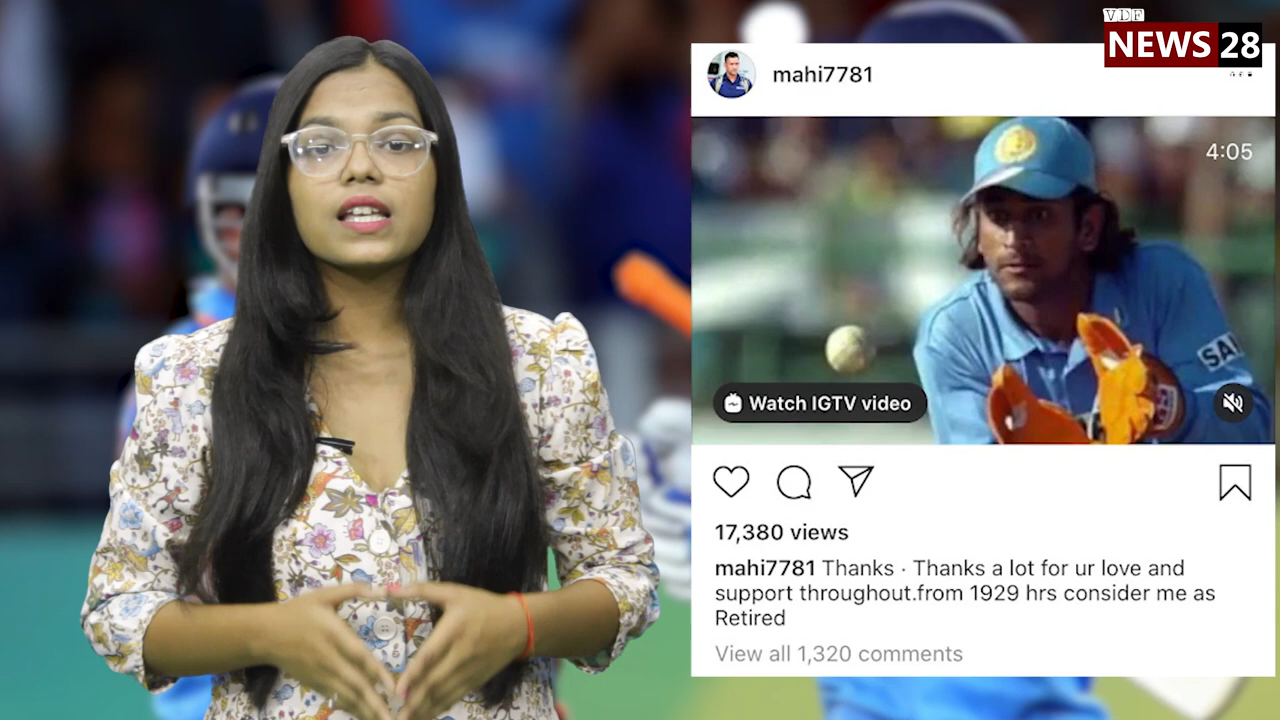 VDF
NEWS 28
mahi7781
4:05
SA
Watch IGTV video
17,380 views
mahi7781 Thanks · Thanks a lot for ur love and
support throughout.from 1929 hrs consider me as
Retired
View all 1,320 comments